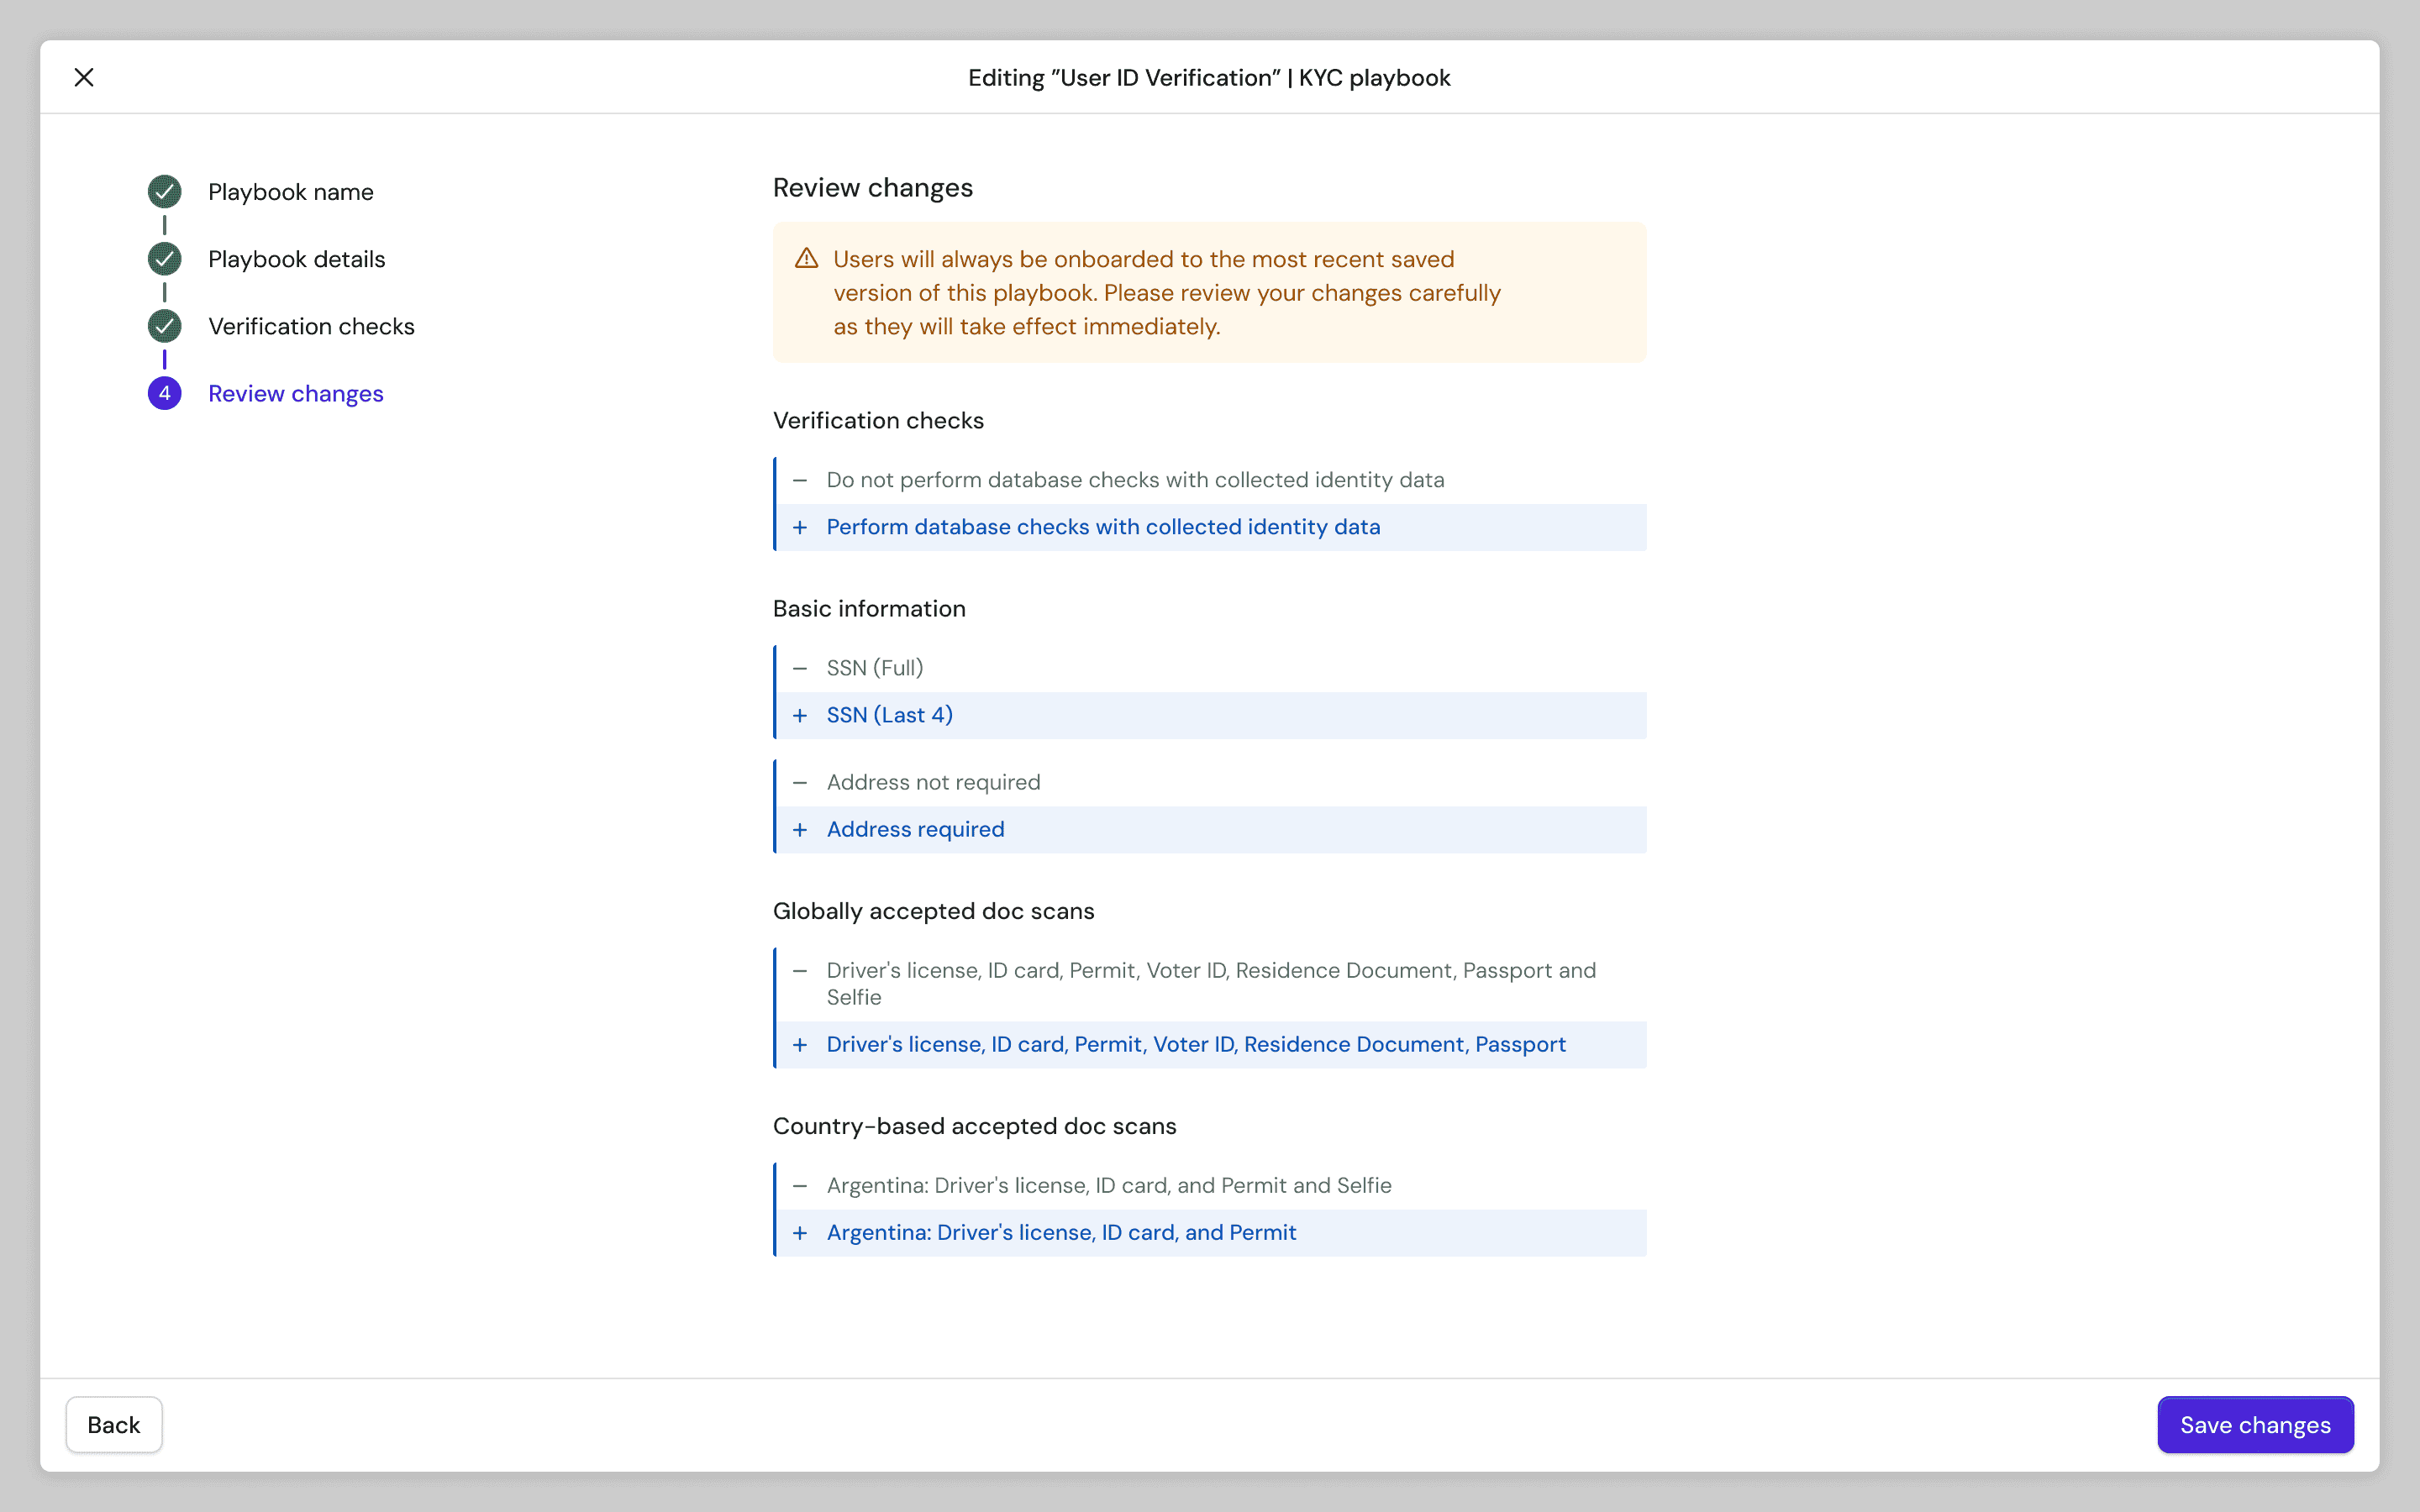 Editing ”User ID Verification” | KYC playbook
Playbook name
Playbook details
Verification checks
4 Review changes
Review changes
Users will always be onboarded to the most recent saved
version of this playbook. Please review your changes carefully
as they will take effect immediately.
Verification checks
– Do not perform database checks with collected identity data
+ Perform database checks with collected identity data
Basic information
– SSN (Full)
+ SSN (Last 4)
– Address not required
+ Address required
Globally accepted doc scans
– Driver's license, ID card, Permit, Voter ID, Residence Document, Passport and
Selfie
+ Driver's license, ID card, Permit, Voter ID, Residence Document, Passport
Country-based accepted doc scans
– Argentina: Driver's license, ID card, and Permit and Selfie
+ Argentina: Driver's license, ID card, and Permit
Back
Save changes